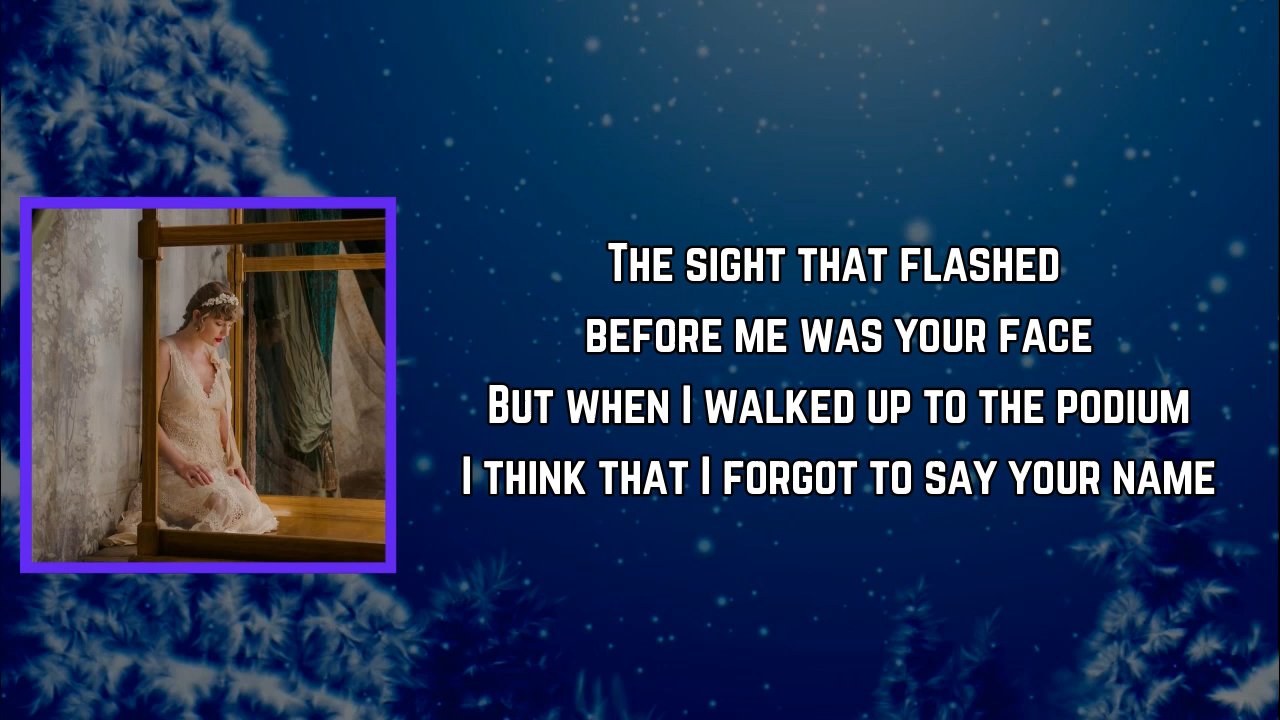 The sight that flashed
before me was your face
But when I walked up to the podium
I think that I forgot to say your name